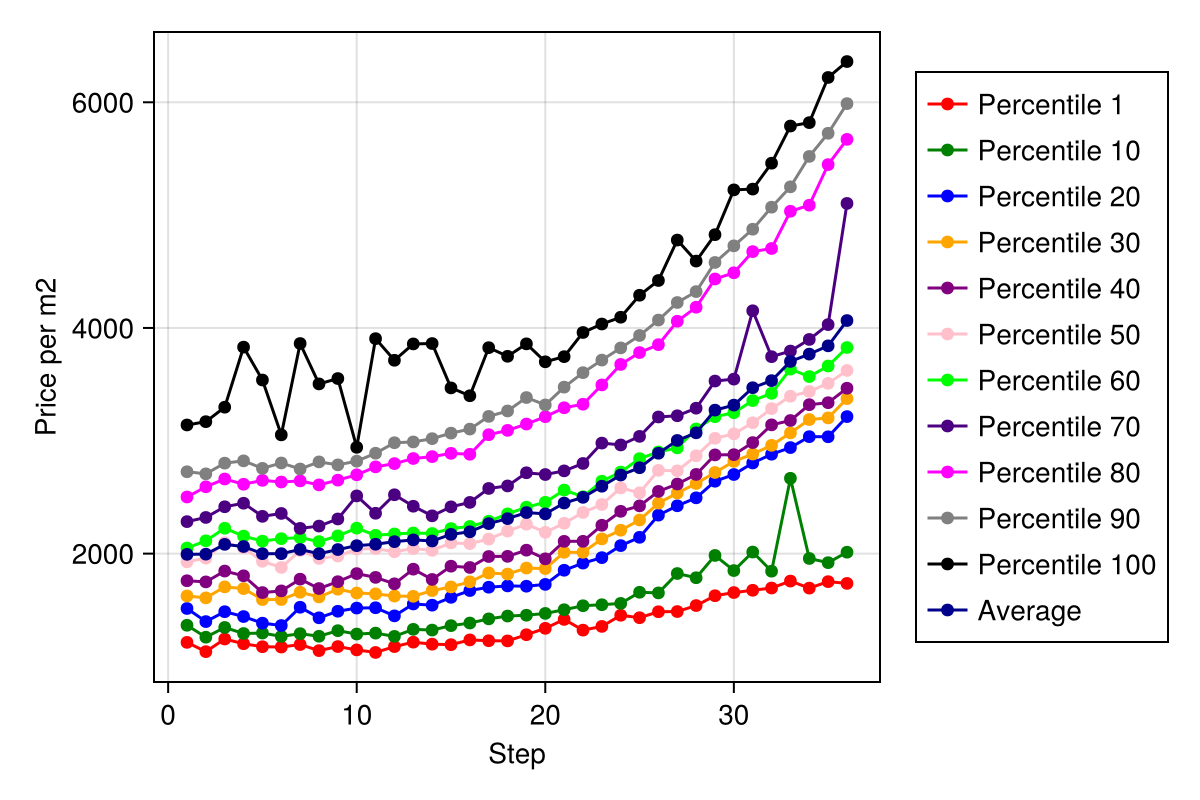 6000
4000
2000
Price per m2
0
10
20
30
Step
Percentile 1
Percentile 10
Percentile 20
Percentile 30
Percentile 40
Percentile 50
Percentile 60
Percentile 70
Percentile 80
Percentile 90
Percentile 100
Average